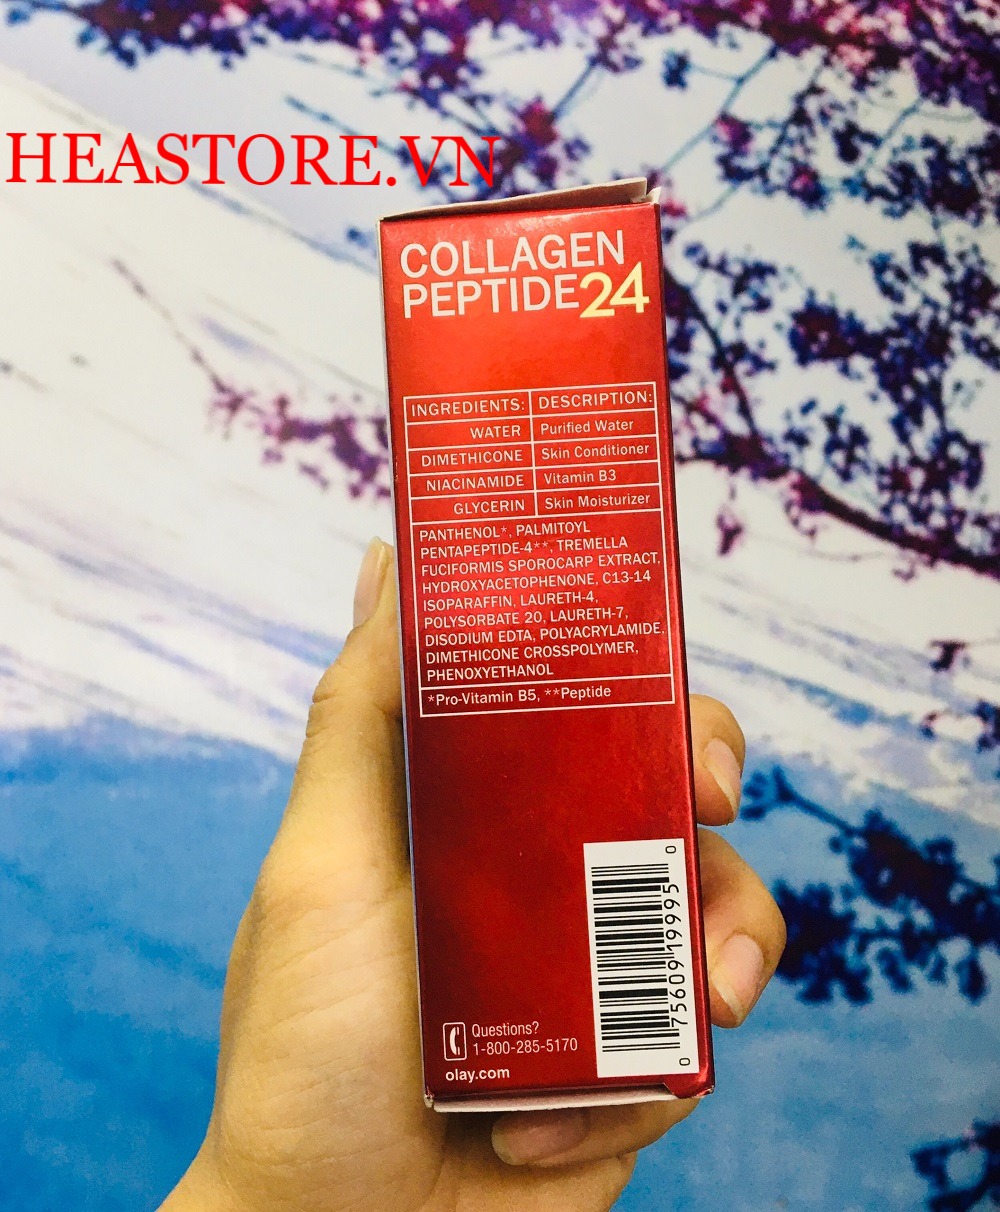 HEASTORE.VN
COLLAGEN
PEPTIDE24
INGREDIENTS: DESCRIPTION:
WATER Purified Water
DIMETHICONE Skin Conditioner
NIACINAMIDE Vitamin B3
GLYCERIN Skin Moisturizer
PANTHENOL*, PALMITOYL
PENTAPEPTIDE-4**, TREMELLA
FUCIFORMIS SPOROCARP EXTRACT,
HYDROXYACETOPHENONE, C13-14
ISOPARAFFIN, LAURETH-4,
POLYSORBATE 20, LAURETH-7,
DISODIUM EDTA, POLYACRYLAMIDE,
DIMETHICONE CROSSPOLYMER,
PHENOXYETHANOL
*Pro-Vitamin B5, **Peptide
0 75609 19995 0
Questions?
1-800-285-5170
olay.com